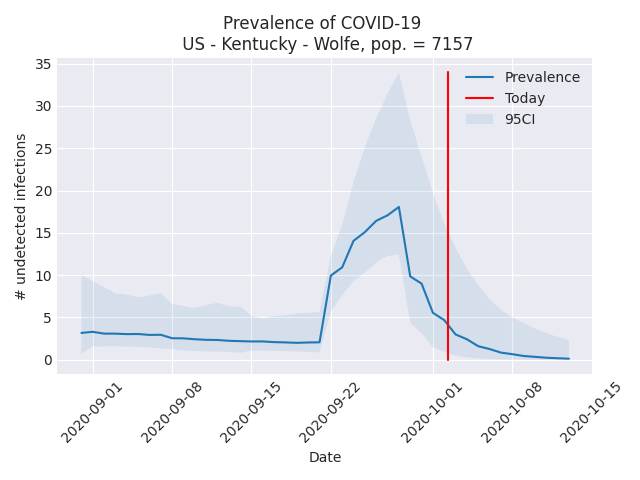 Prevalence of COVID-19
US - Kentucky - Wolfe, pop. = 7157
35
30
25
20
15
10
5
0
# undetected infections
Prevalence
Today
95CI
2020-09-01
2020-09-08
2020-09-15
2020-09-22
2020-10-01
2020-10-08
2020-10-15
Date